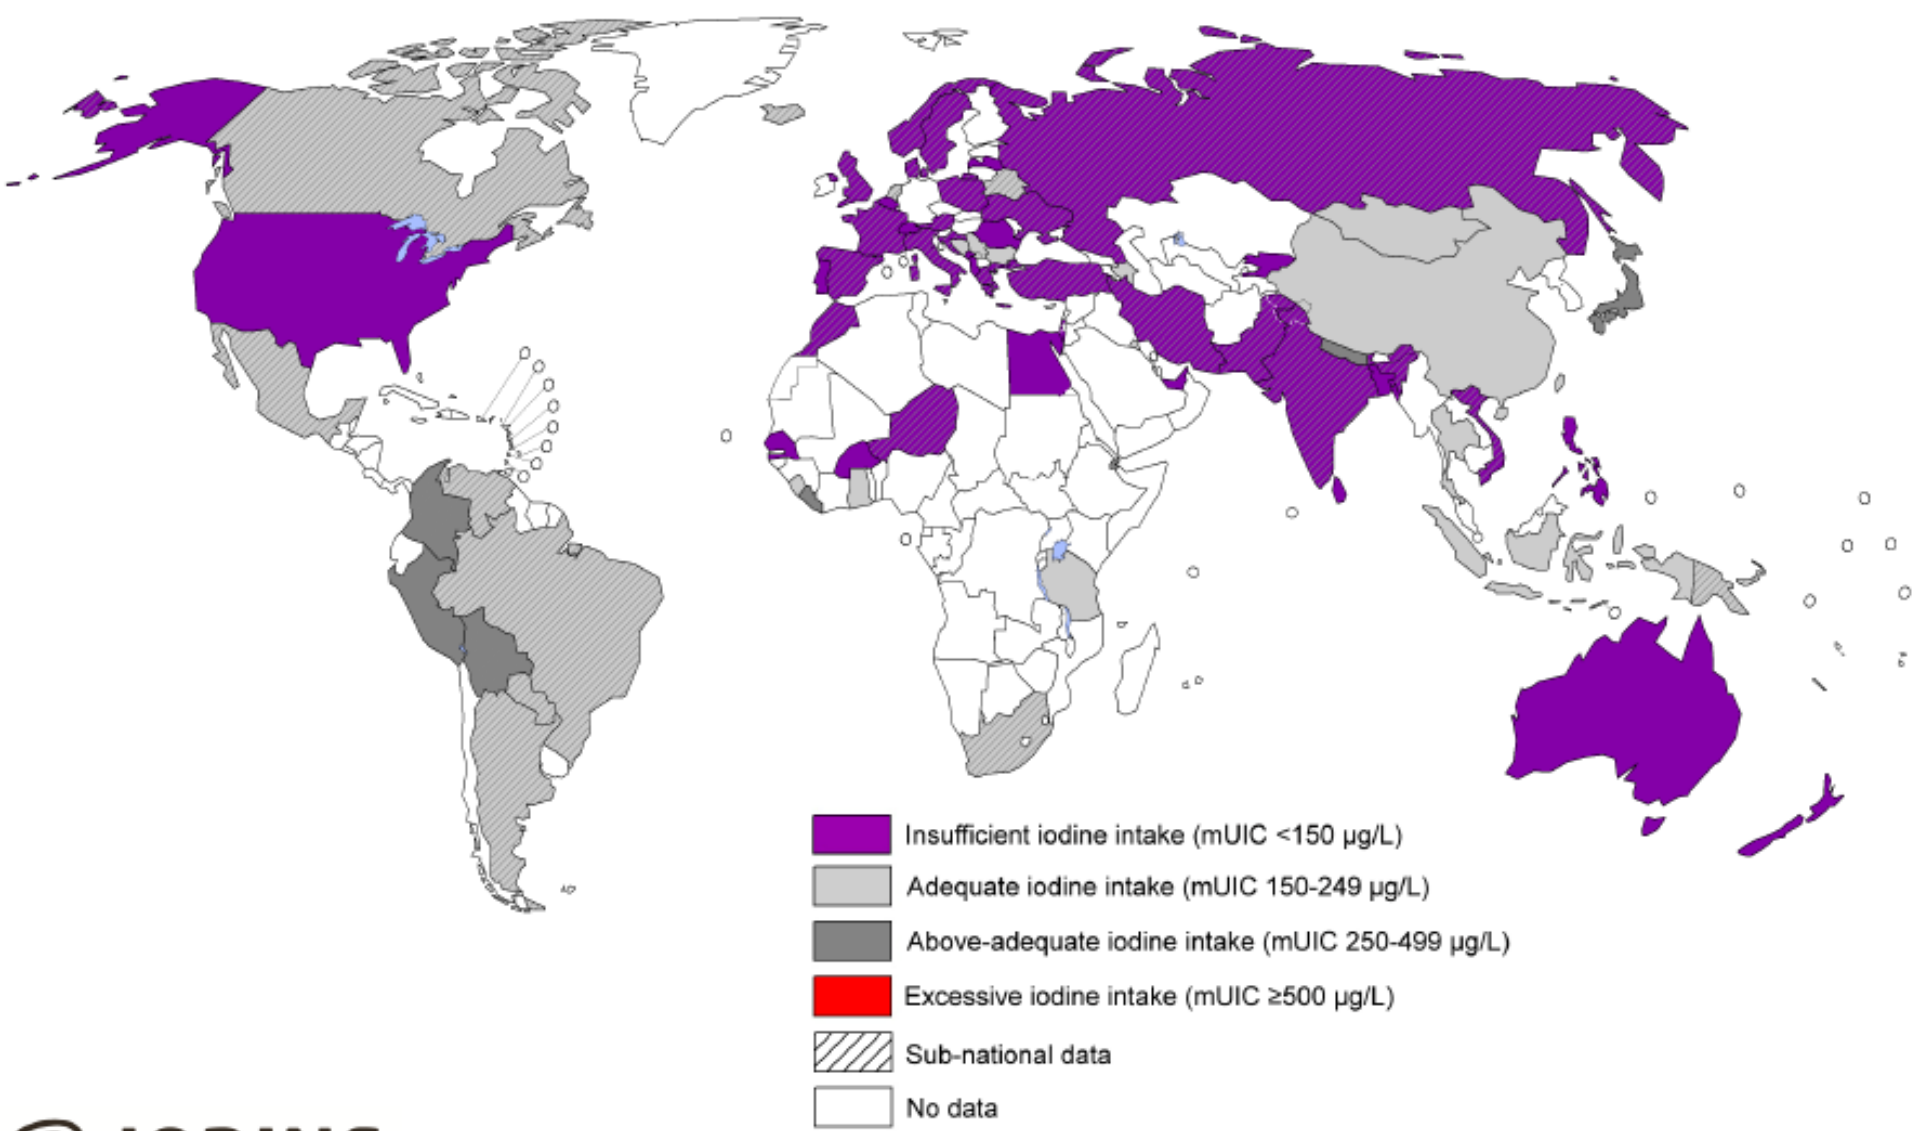 Insufficient iodine intake (mUIC <150 µg/L)
Adequate iodine intake (mUIC 150-249 µg/L)
Above-adequate iodine intake (mUIC 250-499 µg/L)
Excessive iodine intake (mUIC ≥500 µg/L)
Sub-national data
No data